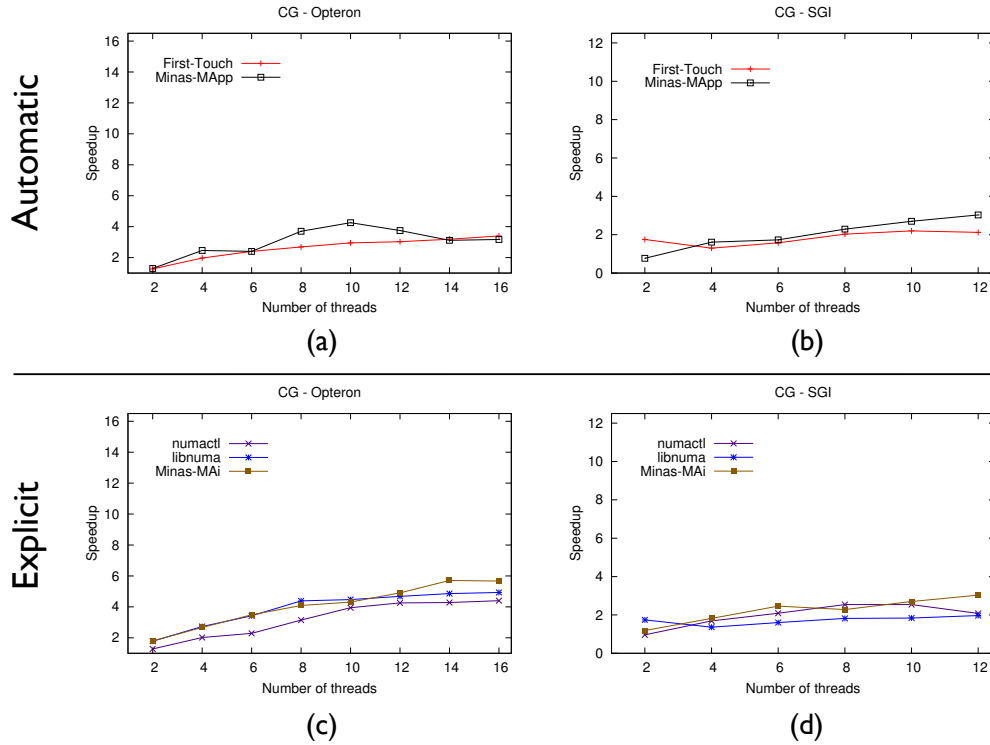 Automatic
CG - Opteron
16
14
12
10
8
6
4
2
Speedup
First-Touch
Minas-MApp
2 4 6 8 10 12 14 16
Number of threads
(a)
CG - SGI
12
10
8
6
4
2
0
Speedup
First-Touch
Minas-MApp
2 4 6 8 10 12
Number of threads
(b)
Explicit
CG - Opteron
16
14
12
10
8
6
4
2
Speedup
numactl
libnuma
Minas-MAi
2 4 6 8 10 12 14 16
Number of threads
(c)
CG - SGI
12
10
8
6
4
2
0
Speedup
numactl
libnuma
Minas-MAi
2 4 6 8 10 12
Number of threads
(d)